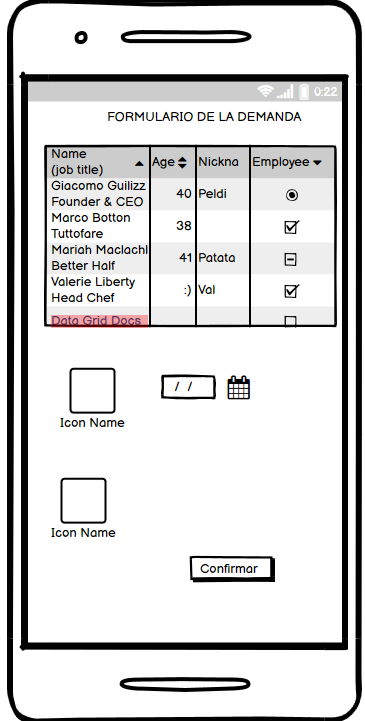 0:22
FORMULARIO DE LA DEMANDA
Name
(job title) Age Nickna Employee
Giacomo Guilizz
Founder & CEO 40 Peldi
Marco Botton
Tuttofare 38
Mariah Maclachl
Better Half 41 Patata
Valerie Liberty
Head Chef :) Val
Data Grid Docs
/ /
Icon Name
Icon Name
Confirmar